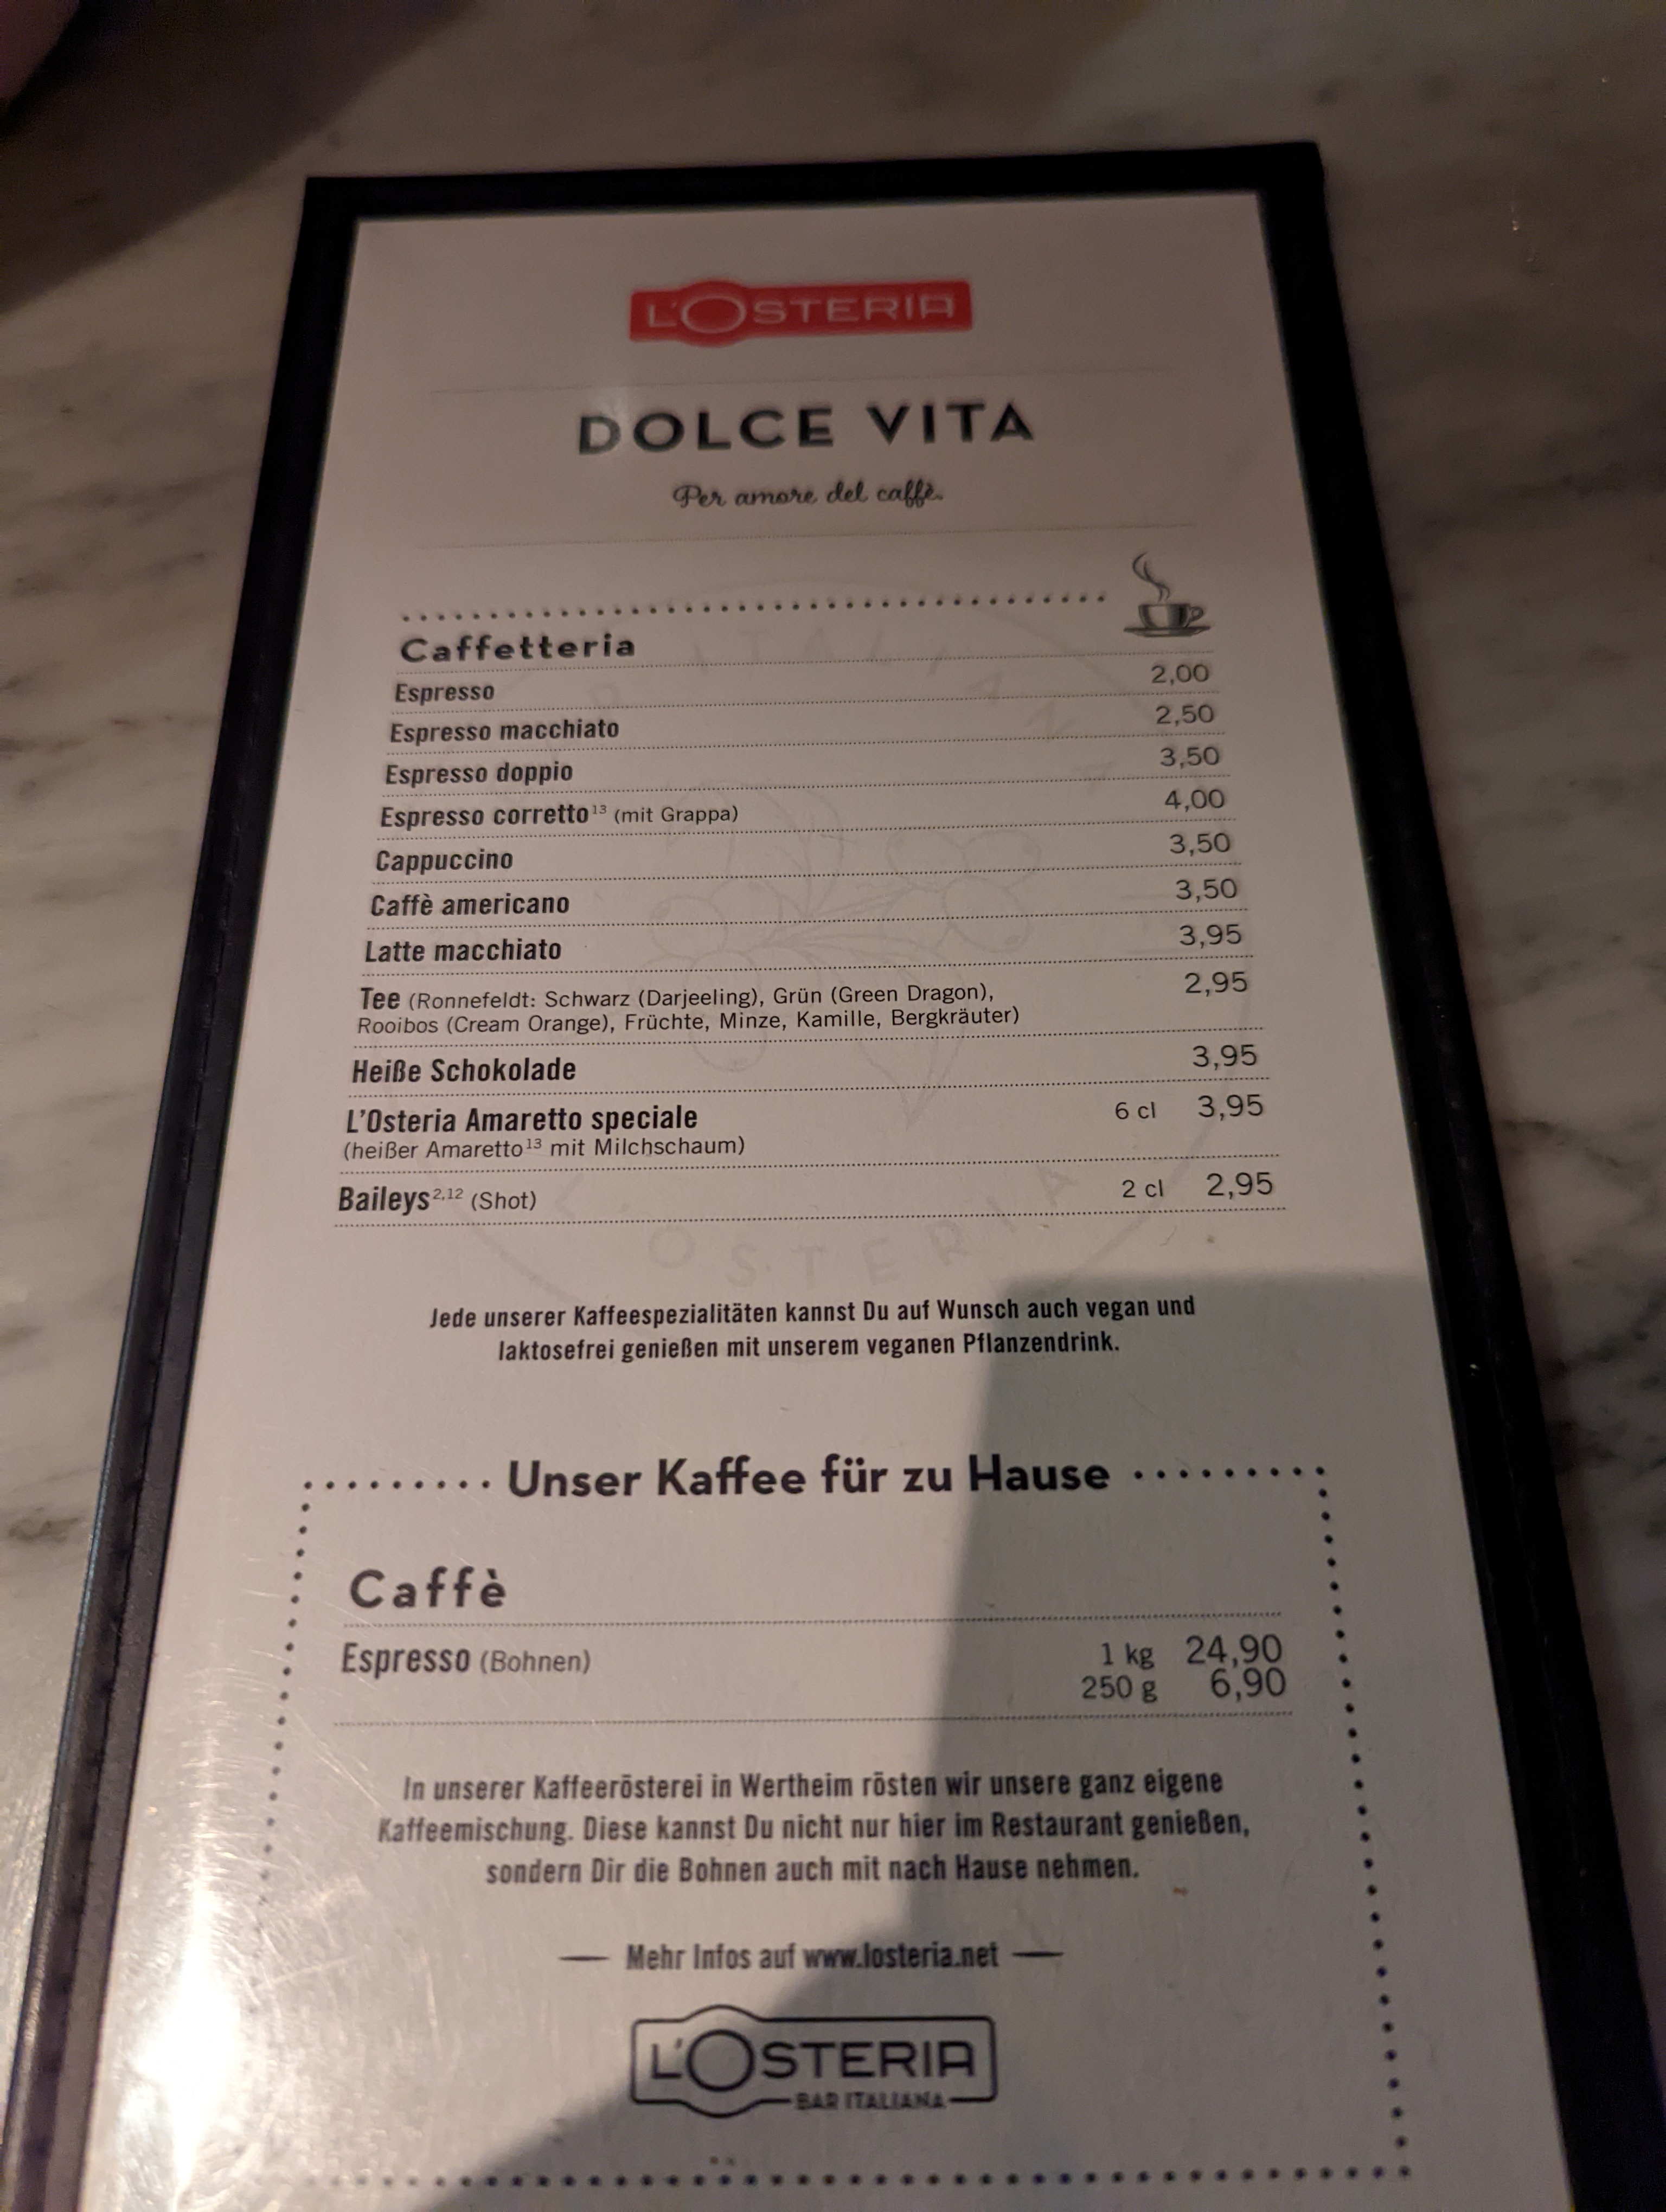 L'OSTERIA
DOLCE VITA
Per amore del caffè.
Caffetteria
Espresso 2,00
Espresso macchiato 2,50
Espresso doppio 3,50
Espresso corretto¹³ (mit Grappa) 4,00
Cappuccino 3,50
Caffè americano 3,50
Latte macchiato 3,95
Tee (Ronnefeldt: Schwarz (Darjeeling), Grün (Green Dragon), 2,95
Rooibos (Cream Orange), Früchte, Minze, Kamille, Bergkräuter)
Heiße Schokolade 3,95
L'Osteria Amaretto speciale 6 cl 3,95
(heißer Amaretto¹³ mit Milchschaum)
Baileys²,¹² (Shot) 2 cl 2,95
L'OSTERIA
Jede unserer Kaffeespezialitäten kannst Du auf Wunsch auch vegan und
laktosefrei genießen mit unserem veganen Pflanzendrink.
Unser Kaffee für zu Hause
Caffè
Espresso (Bohnen) 1 kg 24,90
250 g 6,90
In unserer Kaffeerösterei in Wertheim rösten wir unsere ganz eigene
Kaffeemischung. Diese kannst Du nicht nur hier im Restaurant genießen,
sondern Dir die Bohnen auch mit nach Hause nehmen.
— Mehr Infos auf www.losteria.net —
L'OSTERIA
BAR ITALIANA